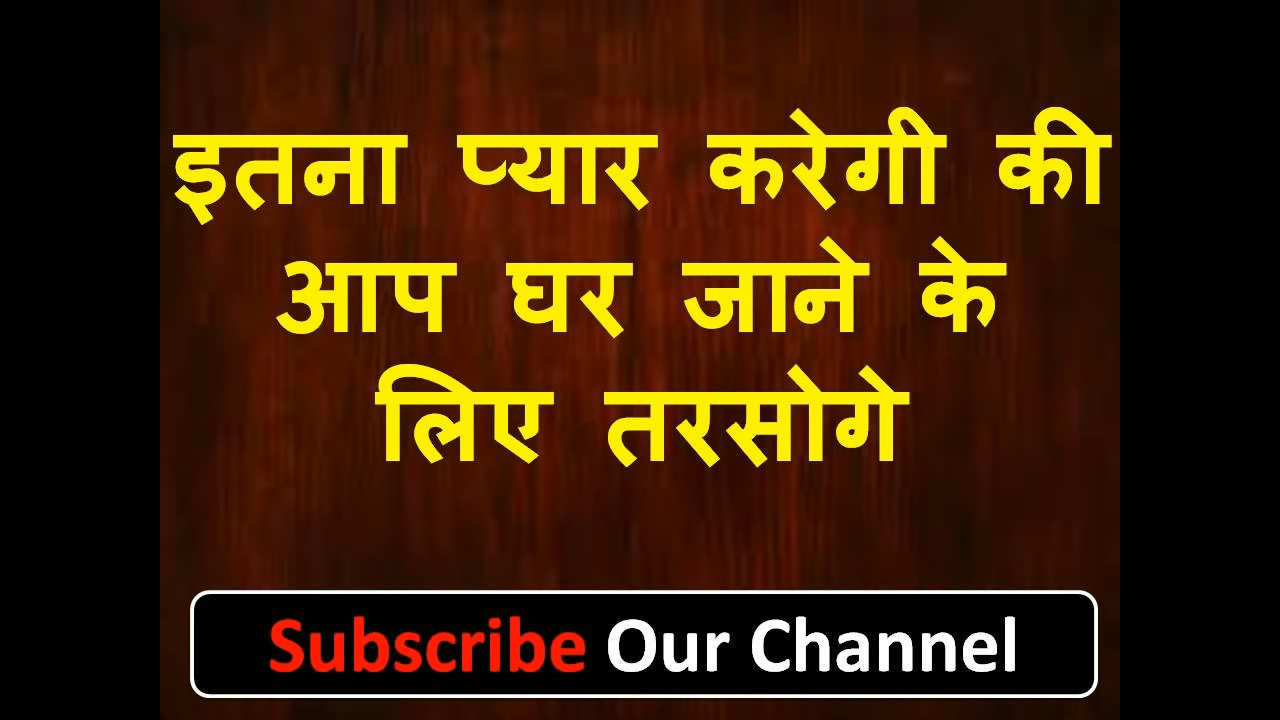 इतना प्यार करेगी की
आप घर जाने के
लिए तरसोगे
Subscribe Our Channel